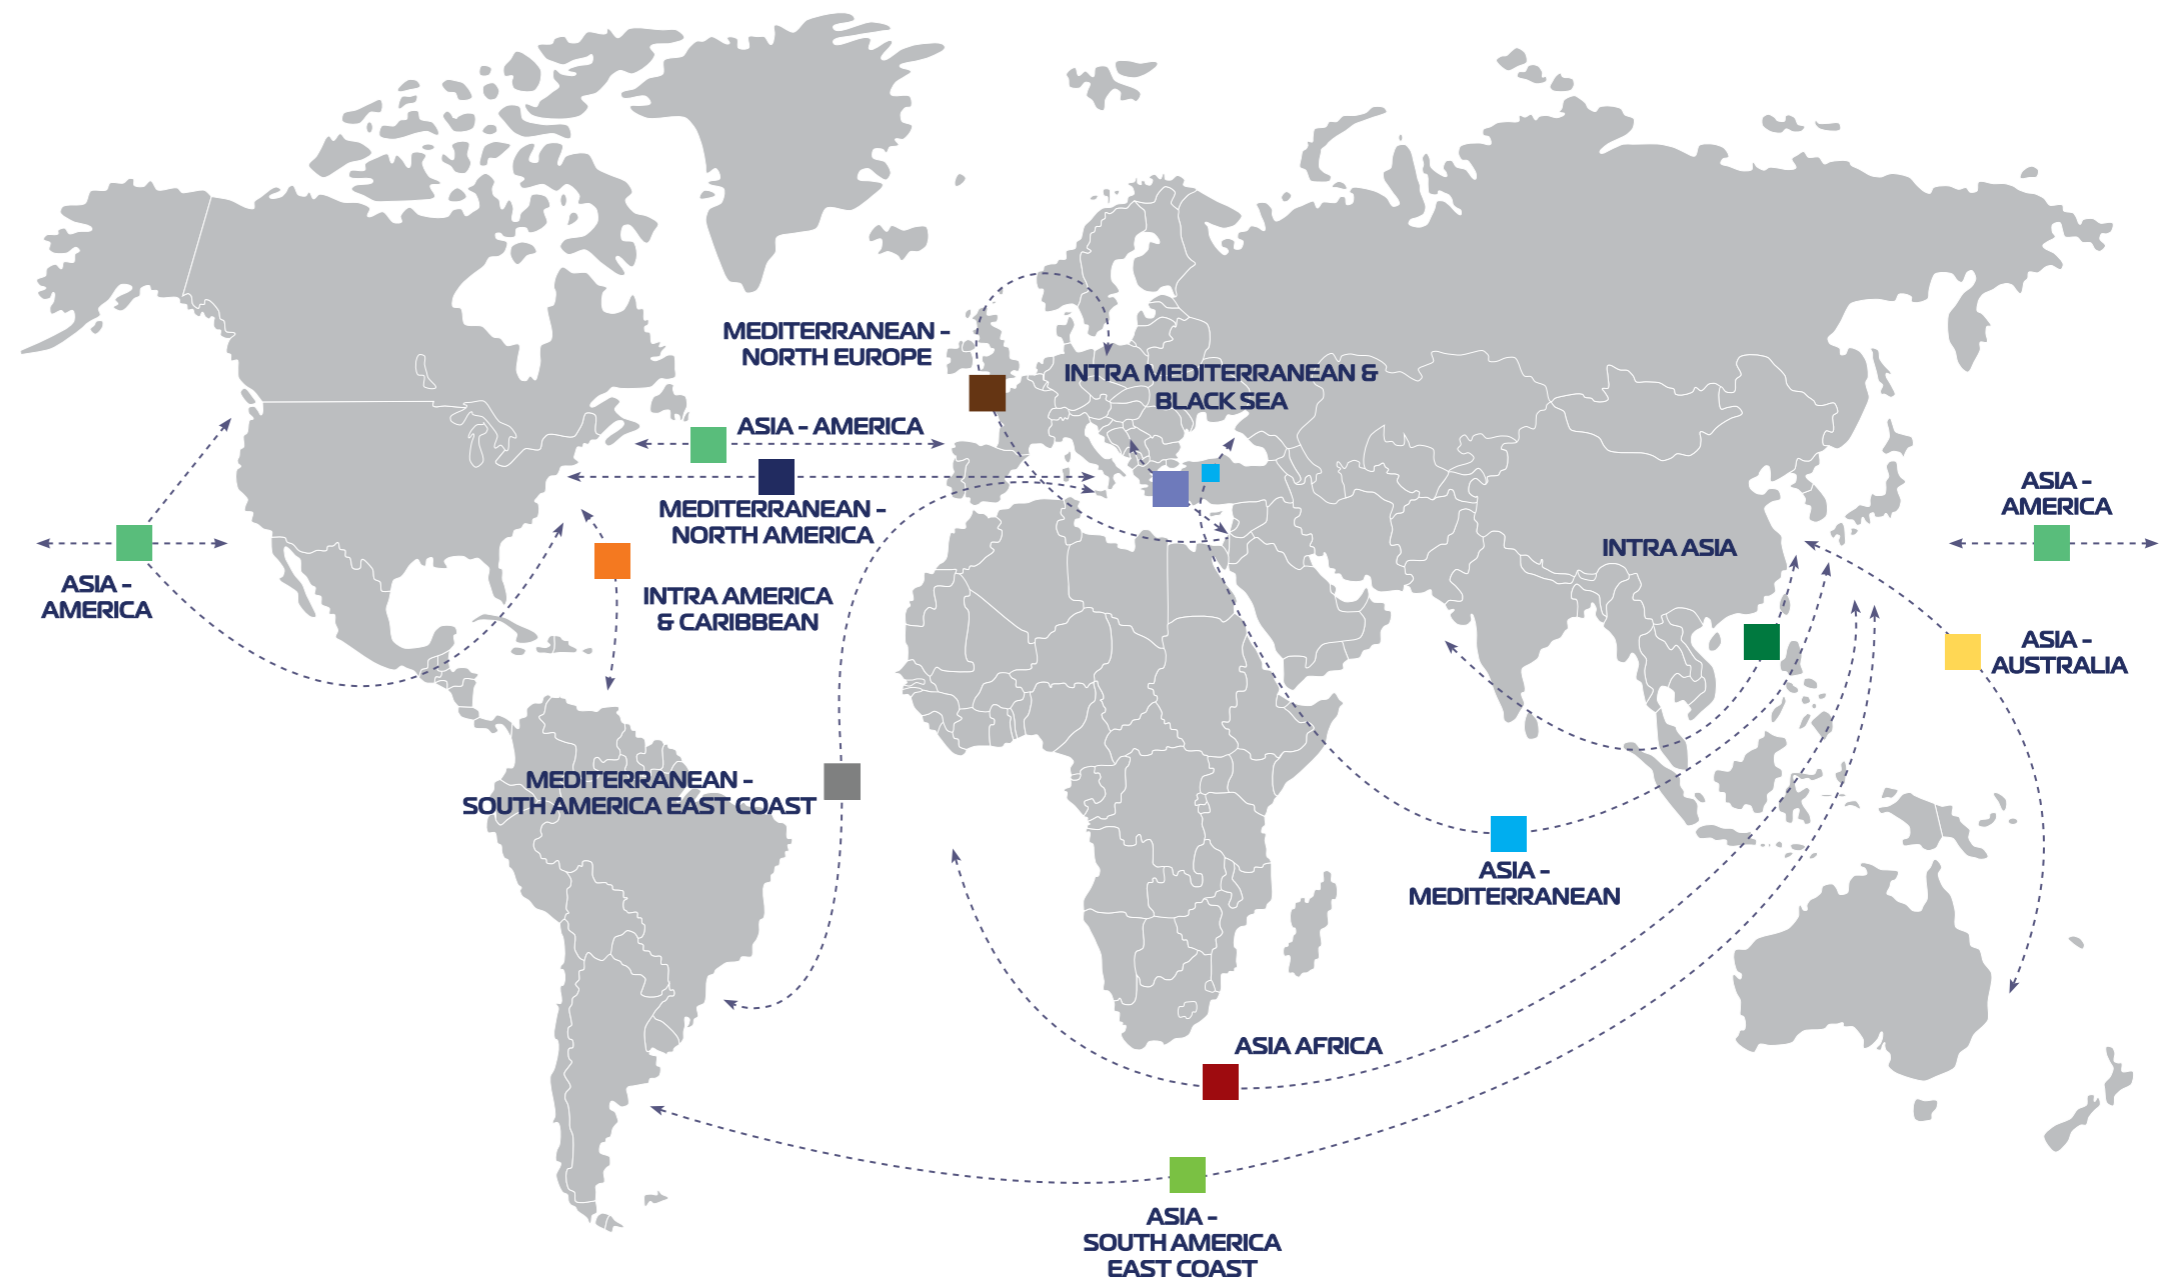 MEDITERRANEAN -
NORTH EUROPE
INTRA MEDITERRANEAN &
BLACK SEA
ASIA - AMERICA
MEDITERRANEAN -
NORTH AMERICA
ASIA -
AMERICA
INTRA ASIA
ASIA -
AMERICA
INTRA AMERICA
& CARIBBEAN
ASIA -
AUSTRALIA
MEDITERRANEAN -
SOUTH AMERICA EAST COAST
ASIA -
MEDITERRANEAN
ASIA AFRICA
ASIA -
SOUTH AMERICA
EAST COAST